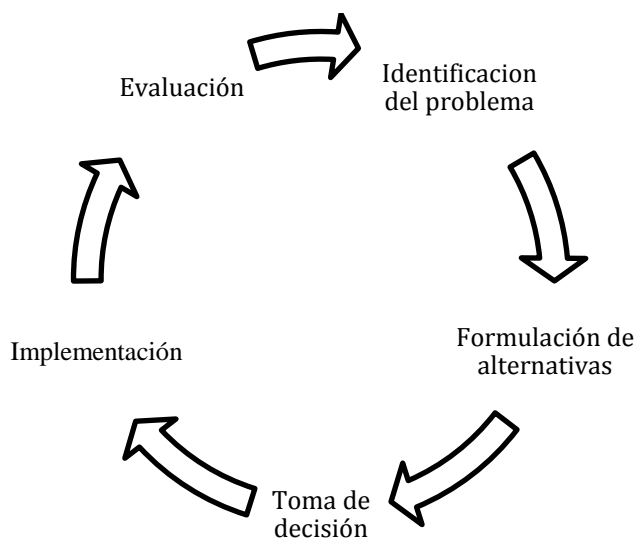 Evaluación
Identificacion
del problema
Formulación de
alternativas
Implementación
Toma de
decisión